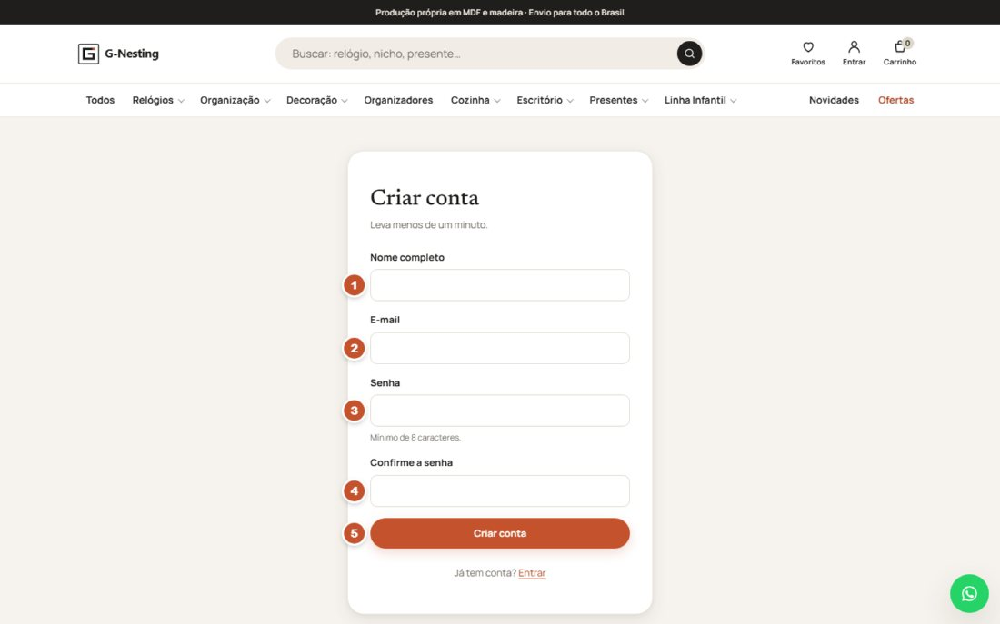 Produção própria em MDF e madeira · Envio para todo o Brasil
G G-Nesting
Buscar: relógio, nicho, presente...
Favoritos
Entrar
0
Carrinho
Todos Relógios Organização Decoração Organizadores Cozinha Escritório Presentes Linha Infantil Novidades Ofertas
Criar conta
Leva menos de um minuto.
Nome completo
1
E-mail
2
Senha
3
Mínimo de 8 caracteres.
Confirme a senha
4
5 Criar conta
Já tem conta? Entrar